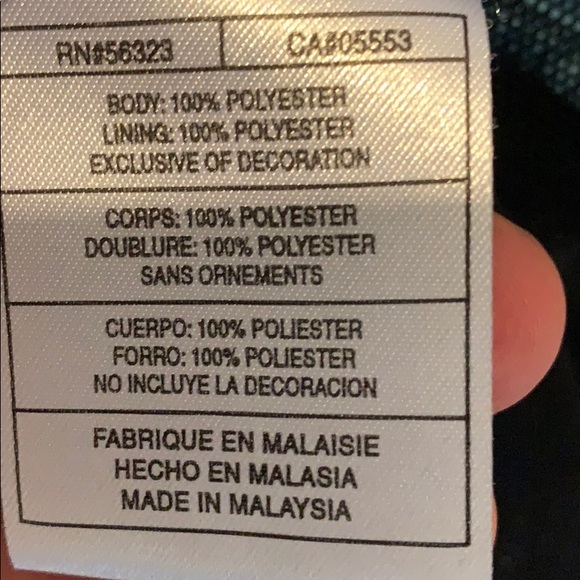 RN#56323 CA#05553
BODY: 100% POLYESTER
LINING: 100% POLYESTER
EXCLUSIVE OF DECORATION
CORPS: 100% POLYESTER
DOUBLURE: 100% POLYESTER
SANS ORNEMENTS
CUERPO: 100% POLIESTER
FORRO: 100% POLIESTER
NO INCLUYE LA DECORACION
FABRIQUE EN MALAISIE
HECHO EN MALASIA
MADE IN MALAYSIA